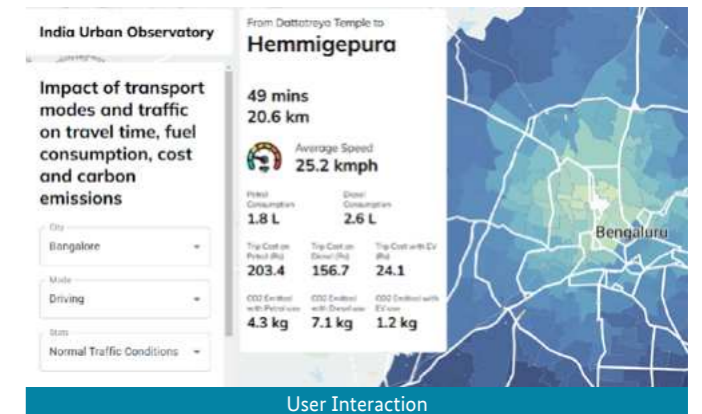 India Urban Observatory
Impact of transport
modes and traffic
on travel time, fuel
consumption, cost
and carbon
emissions
City
Bangalore
Mode
Driving
Stats
Normal Traffic Conditions
From Dattatreya Temple to
Hemmigepura
49 mins
20.6 km
Average Speed
25.2 kmph
Petrol Consumption
Diesel Consumption
1.8 L
2.6 L
Trip Cost on Petrol (Rs)
Trip Cost on Diesel (Rs)
Trip Cost with EV (Rs)
203.4
156.7
24.1
CO2 Emitted with Petrol use
CO2 Emitted with Diesel use
CO2 Emitted with EV use
4.3 kg
7.1 kg
1.2 kg
Bengaluru
User Interaction